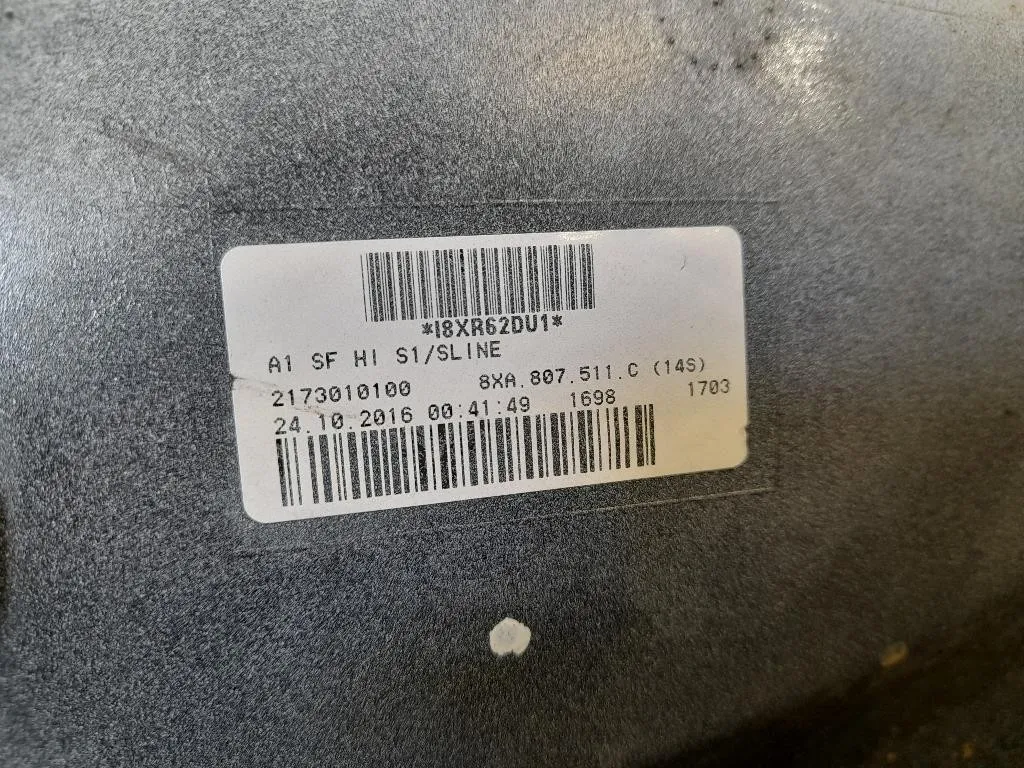 *I8XR62DU1*
A1 SF HI S1/SLINE
2173010100 8XA.807.511.C (14S)
24.10.2016 00:41:49 1698 1703